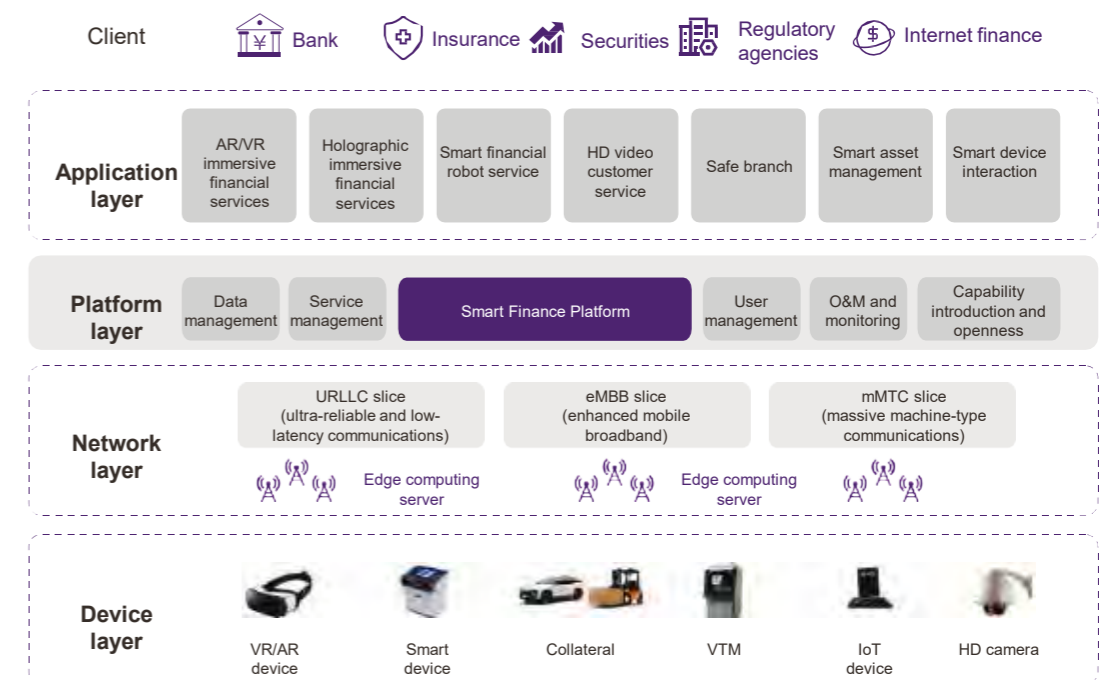 Client
Bank
Insurance
Securities
Regulatory
agencies
Internet finance
Application
layer
AR/VR
immersive
financial
services
Holographic
immersive
financial
services
Smart financial
robot service
HD video
customer
service
Safe branch
Smart asset
management
Smart device
interaction
Platform
layer
Data
management
Service
management
Smart Finance Platform
User
management
O&M and
monitoring
Capability
introduction and
openness
Network
layer
URLLC slice
(ultra-reliable and low-
latency communications)
eMBB slice
(enhanced mobile
broadband)
mMTC slice
(massive machine-type
communications)
Edge computing
server
Edge computing
server
Device
layer
VR/AR
device
Smart
device
Collateral
VTM
IoT
device
HD camera